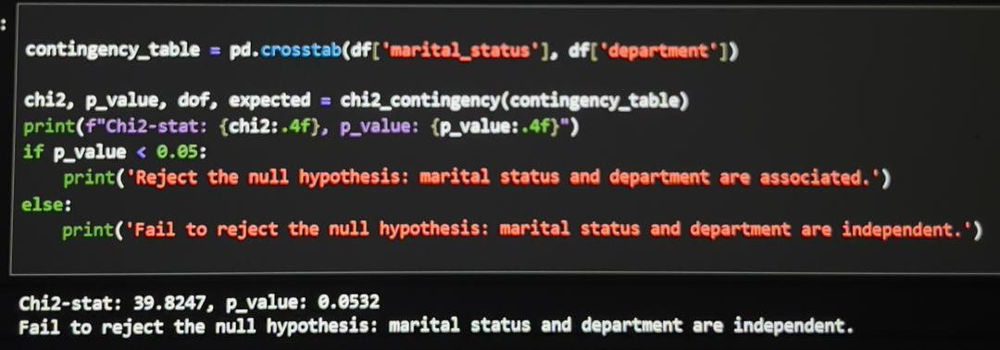 :
contingency_table = pd.crosstab(df['marital_status'], df['department'])
chi2, p_value, dof, expected = chi2_contingency(contingency_table)
print(f"Chi2-stat: {chi2:.4f}, p_value: {p_value:.4f}")
if p_value < 0.05:
    print('Reject the null hypothesis: marital status and department are associated.')
else:
    print('Fail to reject the null hypothesis: marital status and department are independent.')
Chi2-stat: 39.8247, p_value: 0.0532
Fail to reject the null hypothesis: marital status and department are independent.